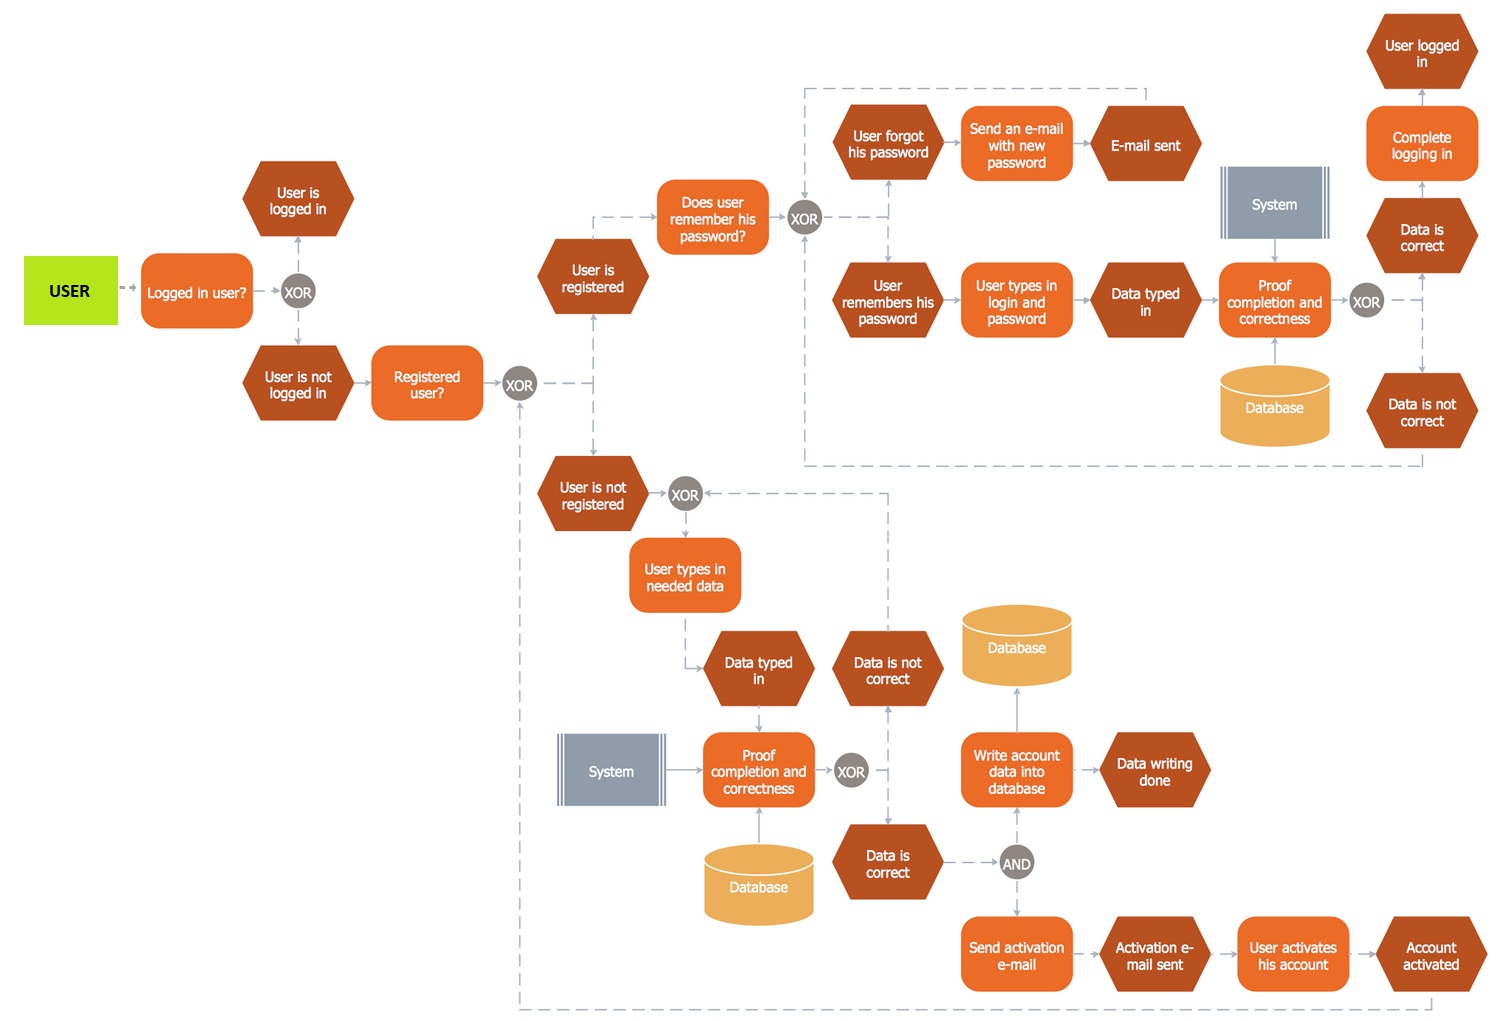 User logged
in
Complete
logging in
User forgot
his password
Send an e-mail
with new
password
E-mail sent
User is
logged in
Does user
remember his
password?
XOR
System
Data is
correct
USER
Logged in user?
XOR
User is
registered
User
remembers his
password
User types in
login and
password
Data typed
in
Proof
completion and
correctness
XOR
User is not
logged in
Registered
user?
XOR
Database
Data is not
correct
User is not
registered
XOR
User types in
needed data
Data typed
in
Data is not
correct
Database
System
Proof
completion and
correctness
XOR
Write account
data into
database
Data writing
done
Database
Data is
correct
AND
Send activation
e-mail
Activation e-
mail sent
User activates
his account
Account
activated